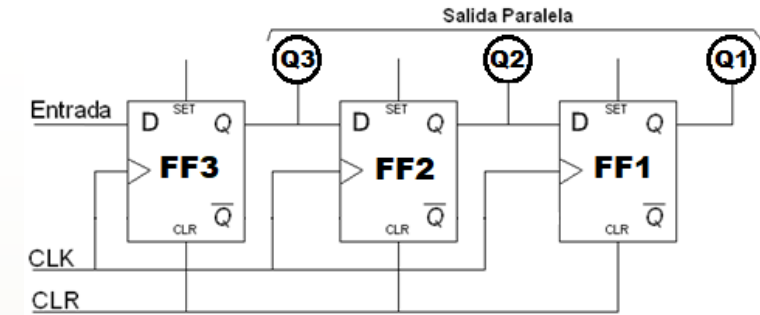 Salida Paralela
Q3 Q2 Q1
Entrada
SET SET SET
D Q D Q D Q
FF3 FF2 FF1
Q Q Q
CLR CLR CLR
CLK
CLR